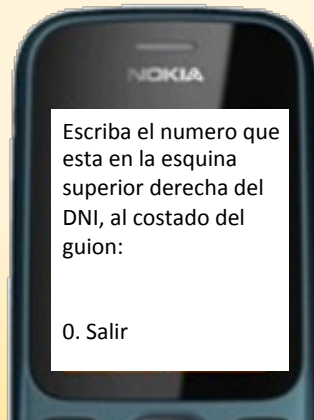 NOKIA
Escriba el numero que
esta en la esquina
superior derecha del
DNI, al costado del
guion:
0. Salir